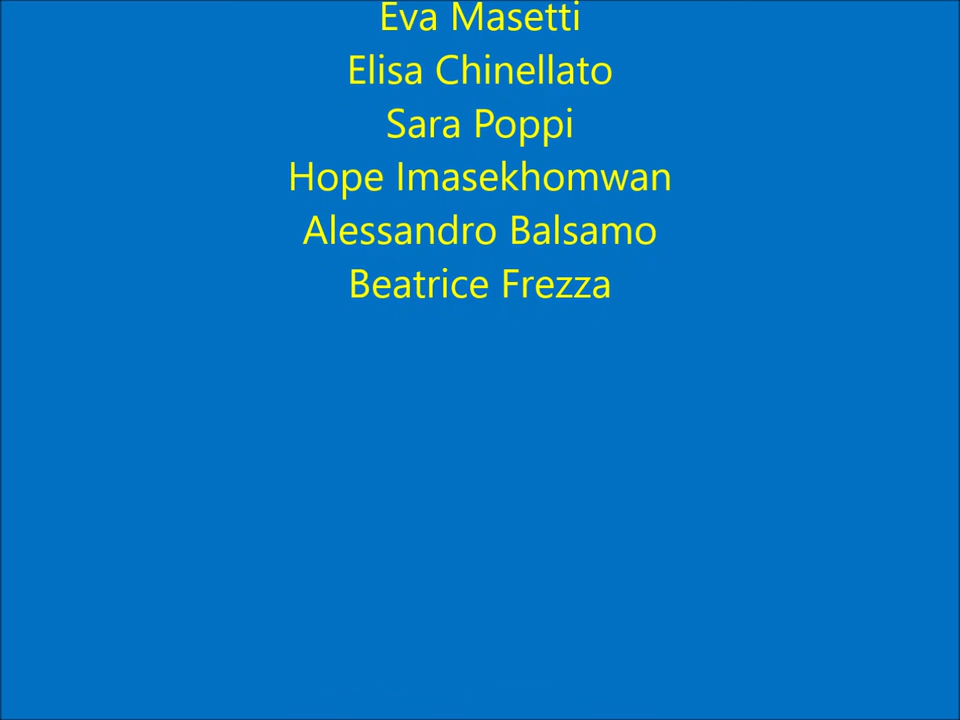 Eva Masetti
Elisa Chinellato
Sara Poppi
Hope Imasekhomwan
Alessandro Balsamo
Beatrice Frezza